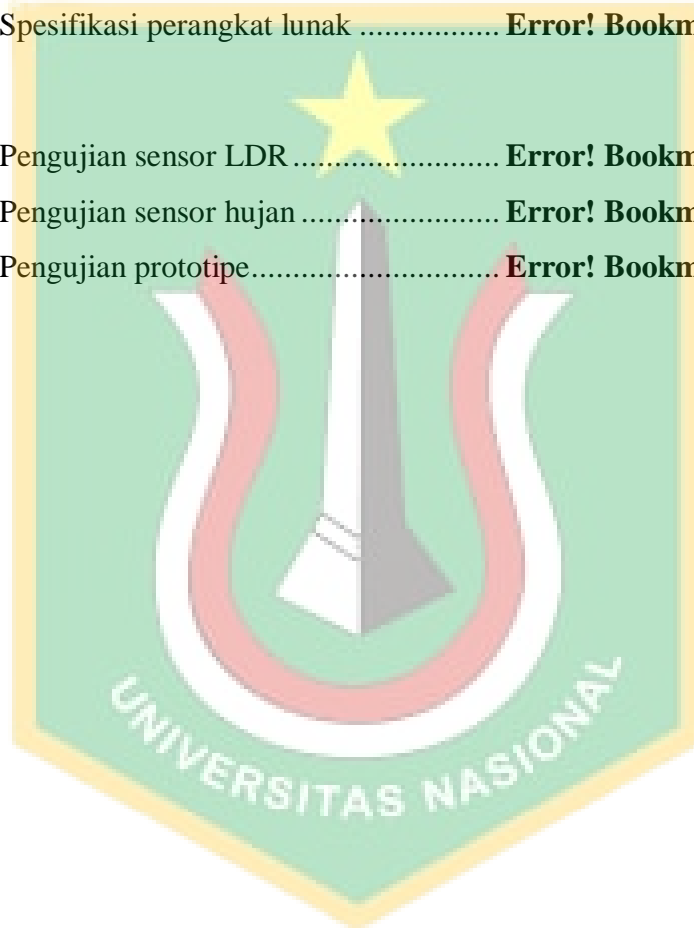 Spesifikasi perangkat lunak ................. Error! Bookm
Pengujian sensor LDR ......................... Error! Bookm
Pengujian sensor hujan ........................ Error! Bookm
Pengujian prototipe.............................. Error! Bookm
UNIVERSITAS NASIONAL